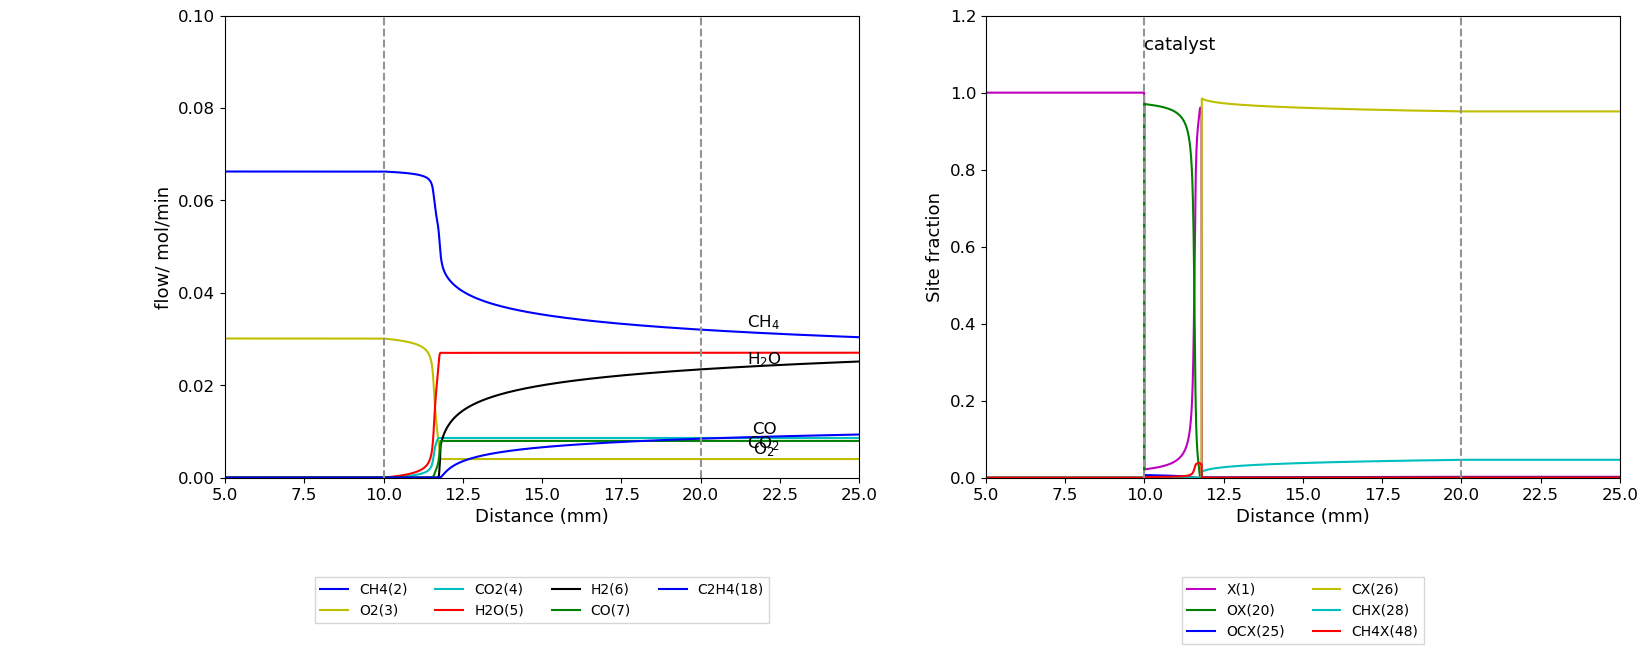 0.10
0.08
0.06
0.04
0.02
0.00
flow/ mol/min
CH4
H2O
CO
CO2
O2
5.0 7.5 10.0 12.5 15.0 17.5 20.0 22.5 25.0
Distance (mm)
CH4(2) CO2(4) H2(6) C2H4(18)
O2(3) H2O(5) CO(7)
1.2
1.0
0.8
0.6
0.4
0.2
0.0
Site fraction
catalyst
5.0 7.5 10.0 12.5 15.0 17.5 20.0 22.5 25.0
Distance (mm)
X(1) CX(26)
OX(20) CHX(28)
OCX(25) CH4X(48)